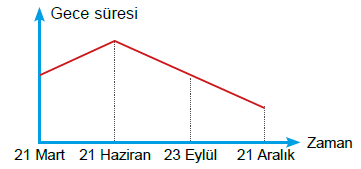 Gece süresi
Zaman
21 Mart 21 Haziran 23 Eylül 21 Aralık